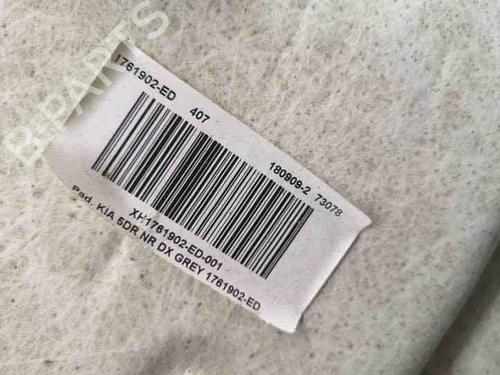 B-PARTS
1761902-ED 407 180909-2 73078
XH1761902-ED-001
Pad, KIA 5DR NR DX GREY 1761902-ED